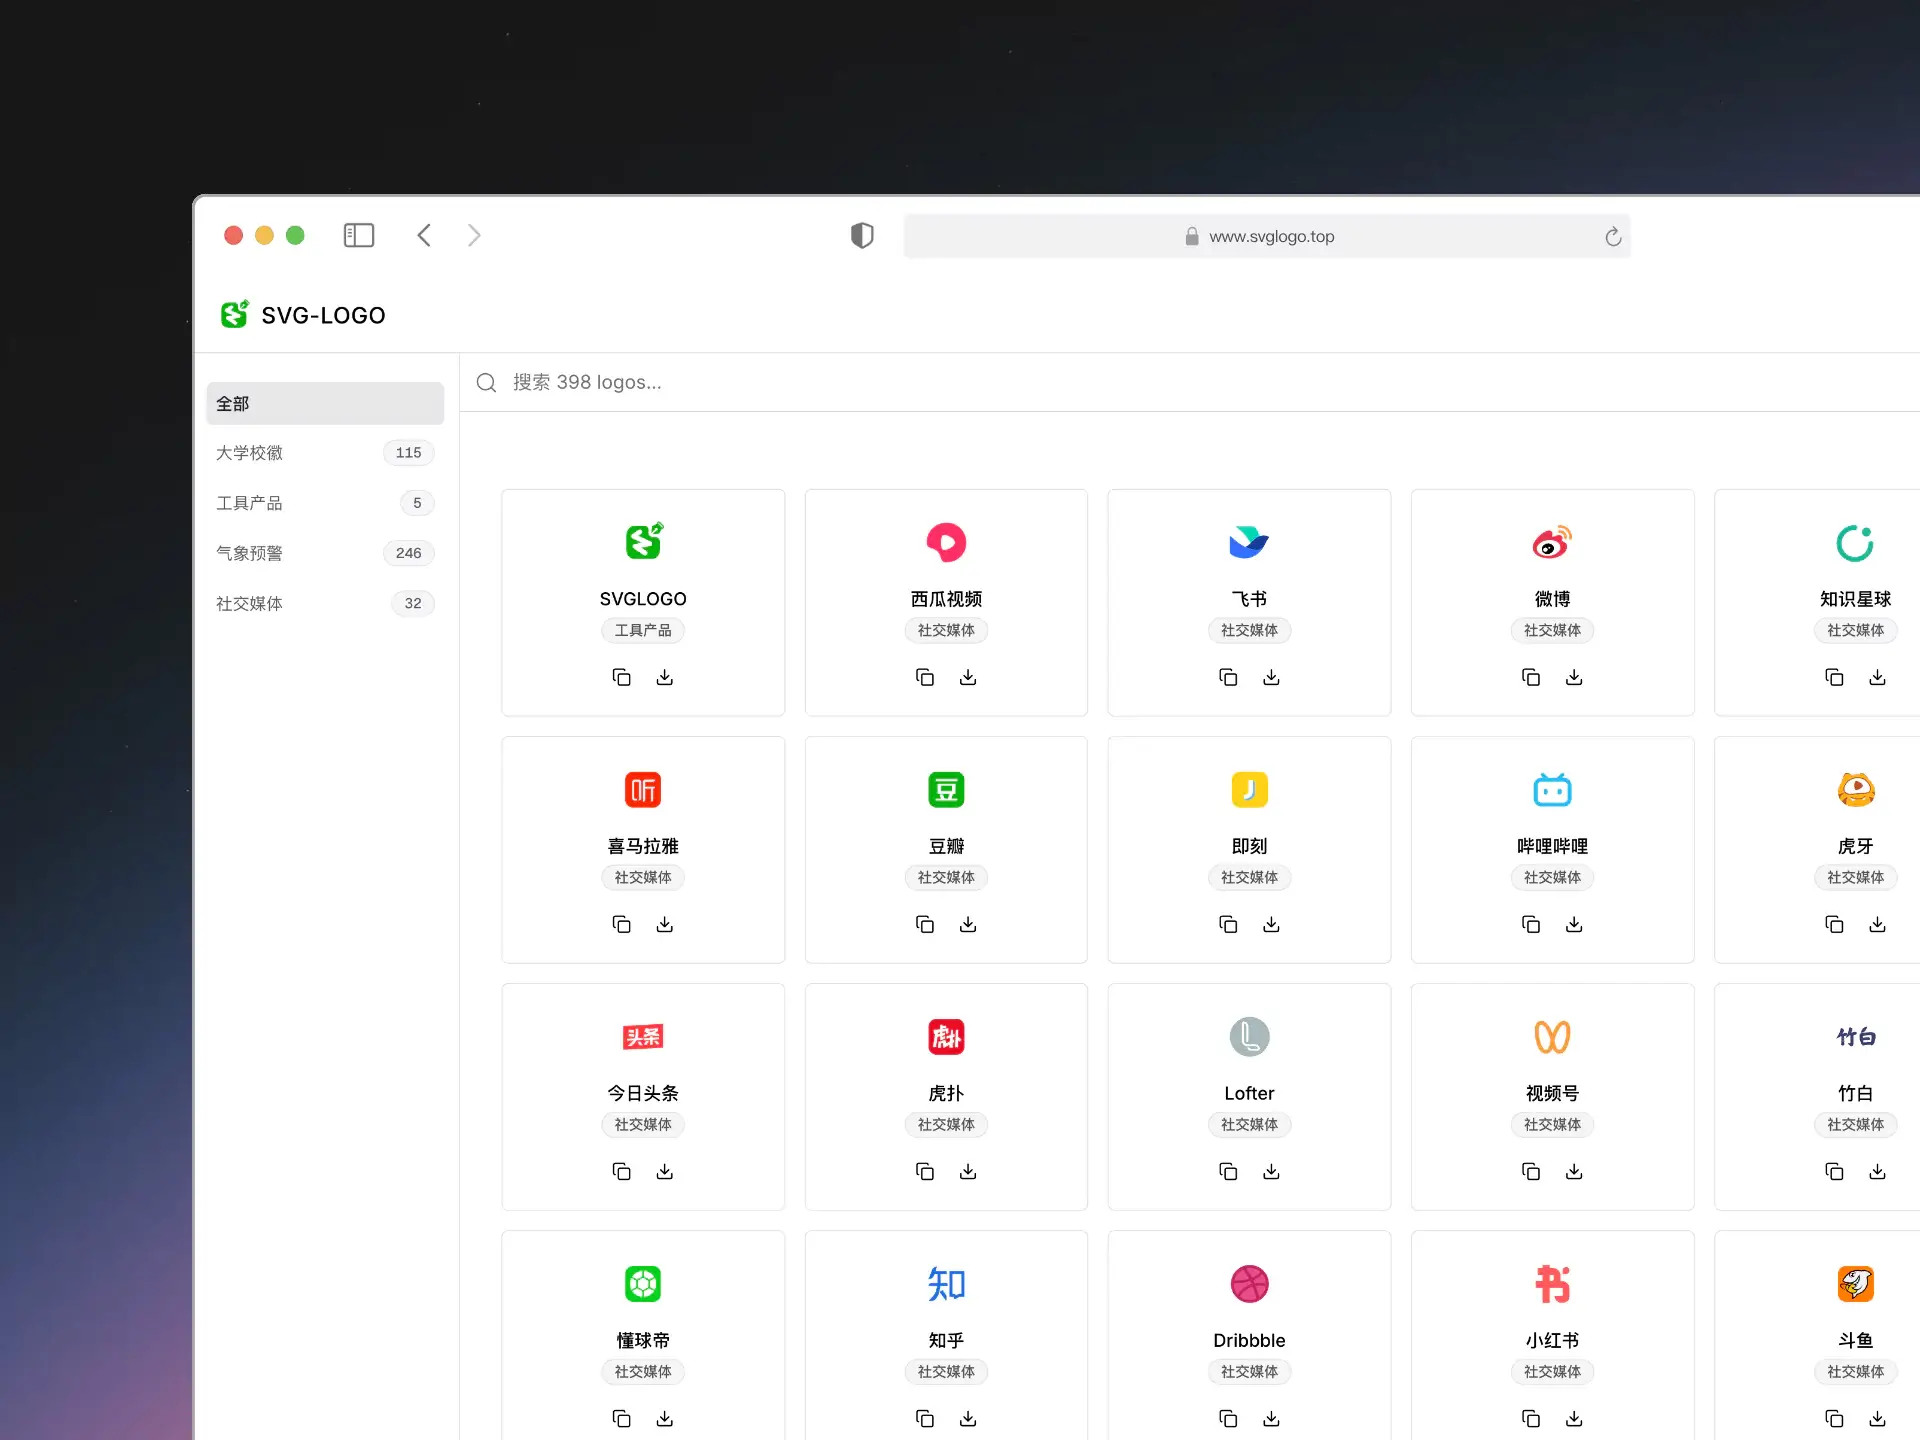 www.svglogo.top
SVG-LOGO
搜索 398 logos...
全部
大学校徽 115
工具产品 5
气象预警 246
社交媒体 32
SVGLOGO
工具产品
西瓜视频
社交媒体
飞书
社交媒体
微博
社交媒体
知识星球
社交媒体
听
喜马拉雅
社交媒体
豆
豆瓣
社交媒体
即刻
社交媒体
哔哩哔哩
社交媒体
虎牙
社交媒体
头条
今日头条
社交媒体
虎扑
虎扑
社交媒体
Lofter
社交媒体
视频号
社交媒体
竹白
竹白
社交媒体
懂球帝
社交媒体
知
知乎
社交媒体
Dribbble
社交媒体
书
小红书
社交媒体
斗鱼
社交媒体